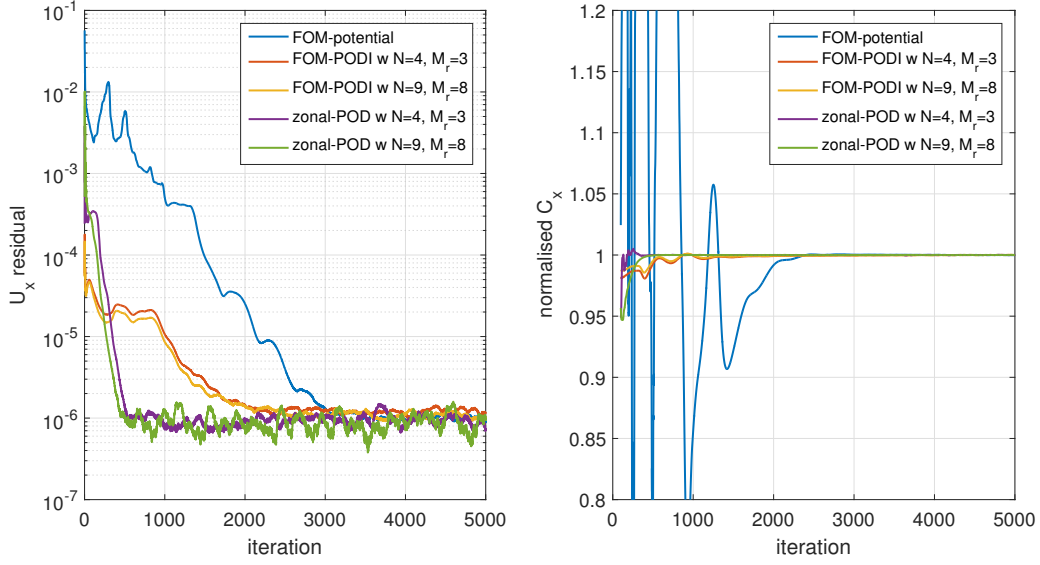 10^-1
10^-2
10^-3
10^-4
10^-5
10^-6
10^-7
U_x residual
0 1000 2000 3000 4000 5000
iteration
FOM-potential
FOM-PODI w N=4, M_r=3
FOM-PODI w N=9, M_r=8
zonal-POD w N=4, M_r=3
zonal-POD w N=9, M_r=8
1.2
1.15
1.1
1.05
1
0.95
0.9
0.85
0.8
normalised C_x
0 1000 2000 3000 4000 5000
iteration
FOM-potential
FOM-PODI w N=4, M_r=3
FOM-PODI w N=9, M_r=8
zonal-POD w N=4, M_r=3
zonal-POD w N=9, M_r=8